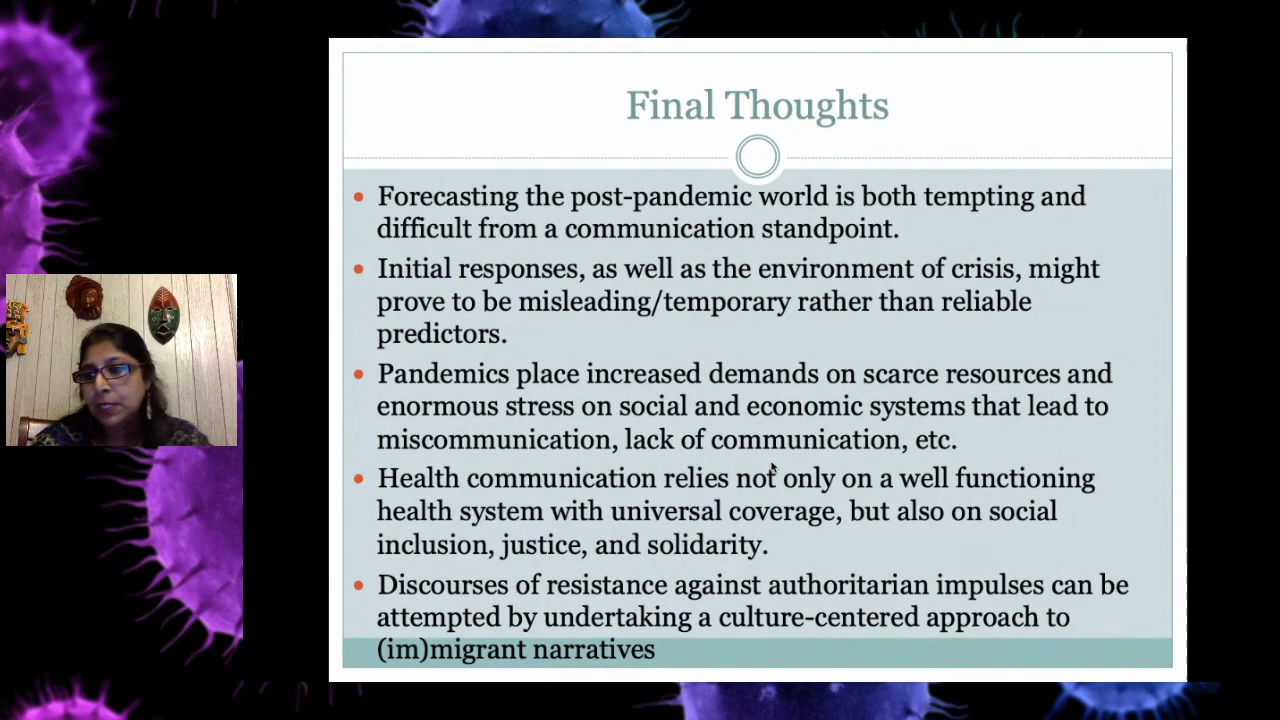 Final Thoughts
• Forecasting the post-pandemic world is both tempting and
difficult from a communication standpoint.
• Initial responses, as well as the environment of crisis, might
prove to be misleading/temporary rather than reliable
predictors.
• Pandemics place increased demands on scarce resources and
enormous stress on social and economic systems that lead to
miscommunication, lack of communication, etc.
• Health communication relies not only on a well functioning
health system with universal coverage, but also on social
inclusion, justice, and solidarity.
• Discourses of resistance against authoritarian impulses can be
attempted by undertaking a culture-centered approach to
(im)migrant narratives